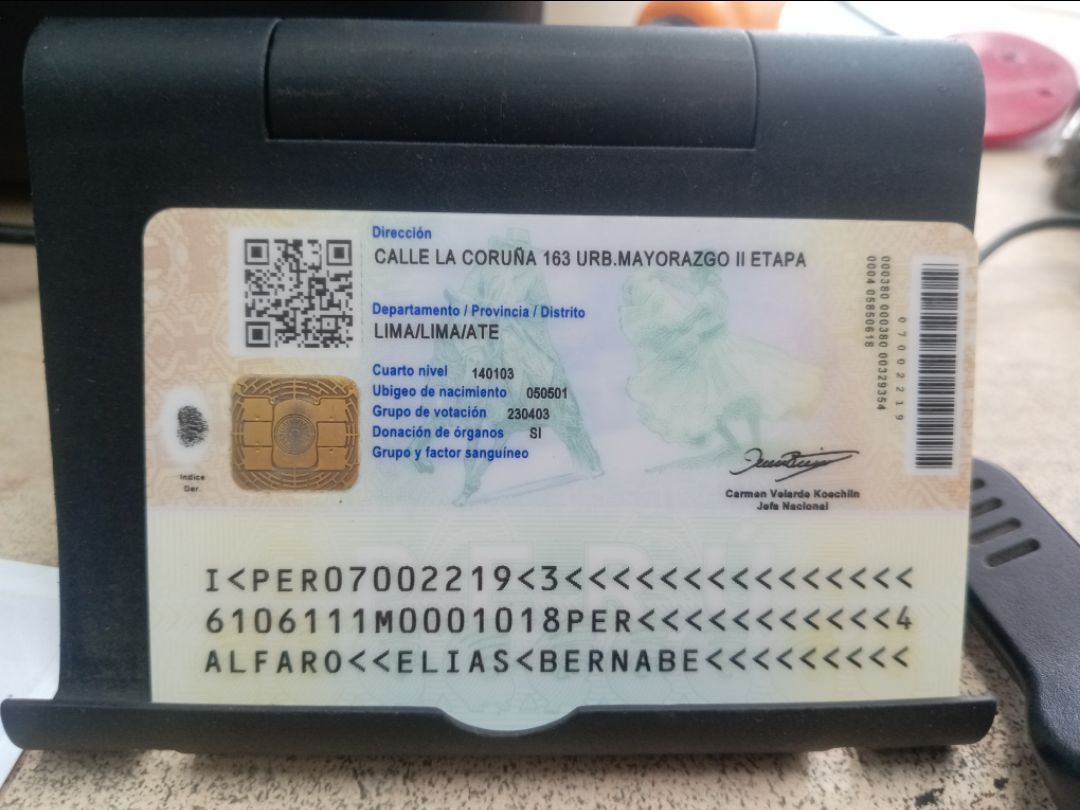 Dirección
CALLE LA CORUÑA 163 URB.MAYORAZGO II ETAPA
Departamento / Provincia / Distrito
LIMA/LIMA/ATE
Cuarto nivel 140103
Ubigeo de nacimiento 050501
Grupo de votación 230403
Donación de órganos SI
Grupo y factor sanguíneo
Indice
Der.
000380 000380 00329354
0004 05850618
07002219
Carmen Velarde Koechlin
Jefa Nacional
PERÚ
I<PER07002219<3<<<<<<<<<<<<<<<
6106111M0001018PER<<<<<<<<<<<4
ALFARO<<ELIAS<BERNABE<<<<<<<<<